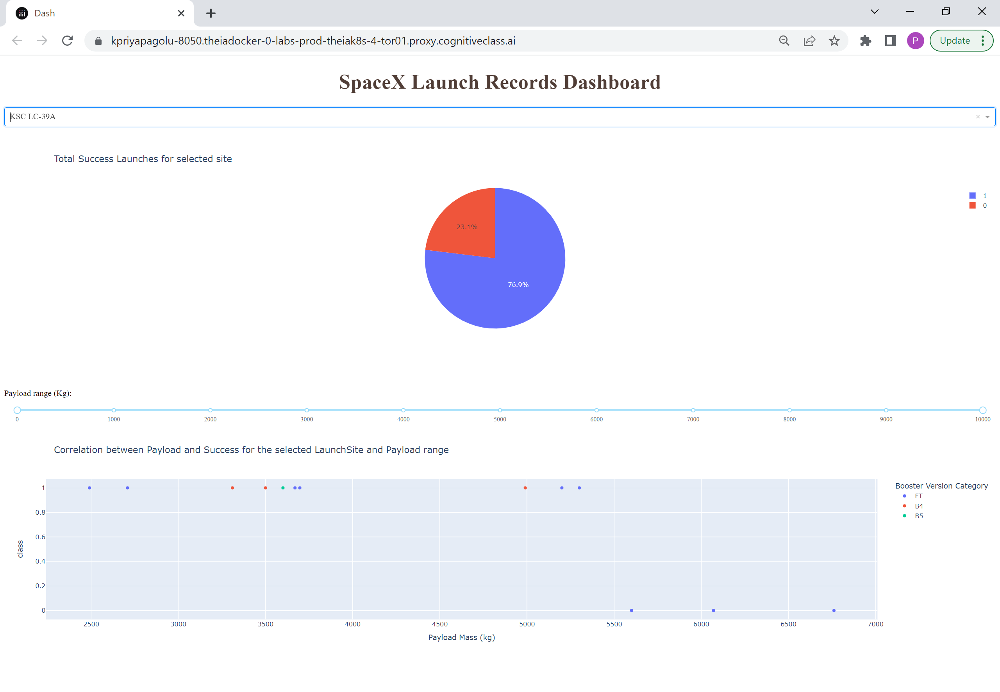 Dash
kpriyapagolu-8050.theiadocker-0-labs-prod-theiak8s-4-tor01.proxy.cognitiveclass.ai
P
Update
SpaceX Launch Records Dashboard
KSC LC-39A
Total Success Launches for selected site
1
0
23.1%
76.9%
Payload range (Kg):
0 1000 2000 3000 4000 5000 6000 7000 8000 9000 10000
Correlation between Payload and Success for the selected LaunchSite and Payload range
Booster Version Category
FT
B4
B5
1
0.8
0.6
0.4
0.2
0
class
2500 3000 3500 4000 4500 5000 5500 6000 6500 7000
Payload Mass (kg)